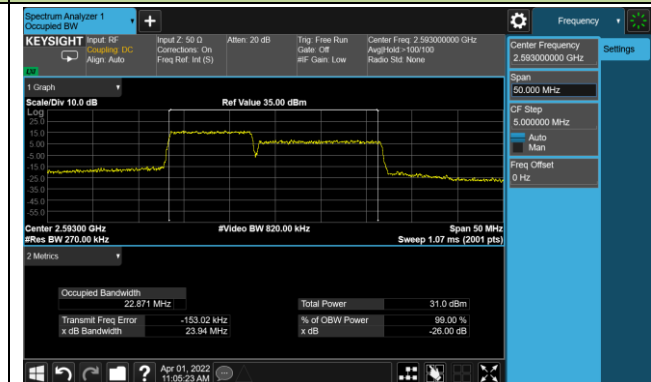 Spectrum Analyzer 1
Occupied BW
Frequency
KEYSIGHT
Input: RF
Coupling: DC
Align: Auto
Input Z: 50 Ω
Corrections: On
Freq Ref: Int (S)
Atten: 20 dB
Trig: Free Run
Gate: Off
#IF Gain: Low
Center Freq: 2.593000000 GHz
Avg|Hold:>100/100
Radio Std: None
Center Frequency
2.593000000 GHz
Settings
Span
50.000 MHz
CF Step
5.000000 MHz
Auto
Man
Freq Offset
0 Hz
1 Graph
Scale/Div 10.0 dB
Ref Value 35.00 dBm
Log
25.0
15.0
5.00
-5.00
-15.0
-25.0
-35.0
-45.0
-55.0
Center 2.59300 GHz
#Video BW 820.00 kHz
Span 50 MHz
#Res BW 270.00 kHz
Sweep 1.07 ms (2001 pts)
2 Metrics
Occupied Bandwidth
22.871 MHz
Total Power
31.0 dBm
Transmit Freq Error
-153.02 kHz
% of OBW Power
99.00 %
x dB Bandwidth
23.94 MHz
x dB
-26.00 dB
?
Apr 01, 2022
11:05:23 AM